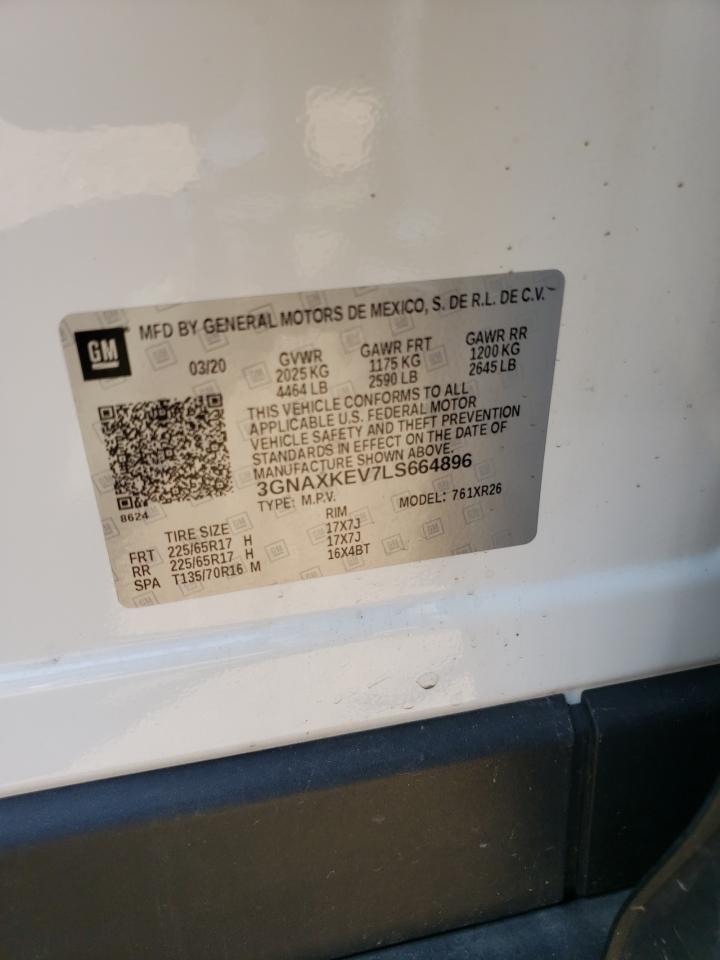 GM
MFD BY GENERAL MOTORS DE MEXICO, S. DE R.L. DE C.V.
03/20
GVWR
2025 KG
4464 LB
GAWR FRT
1175 KG
2590 LB
GAWR RR
1200 KG
2645 LB
THIS VEHICLE CONFORMS TO ALL
APPLICABLE U.S. FEDERAL MOTOR
VEHICLE SAFETY AND THEFT PREVENTION
STANDARDS IN EFFECT ON THE DATE OF
MANUFACTURE SHOWN ABOVE.
3GNAXKEV7LS664896
TYPE: M.P.V.
MODEL: 761XR26
8624
TIRE SIZE RIM
FRT 225/65R17 H 17X7J
RR 225/65R17 H 17X7J
SPA T135/70R16 M 16X4BT